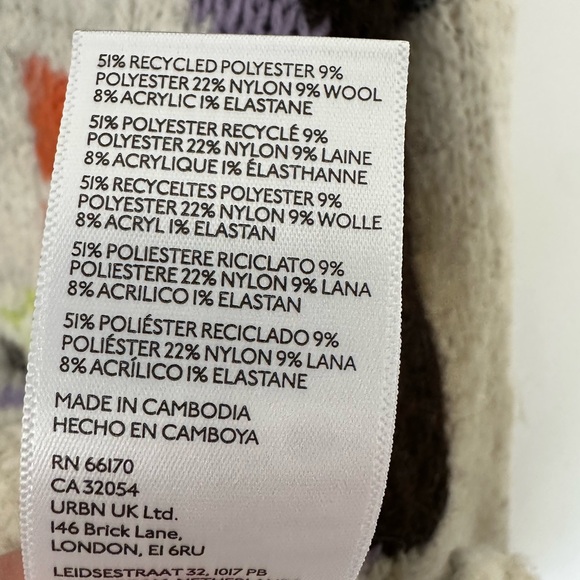 51% RECYCLED POLYESTER 9%
POLYESTER 22% NYLON 9% WOOL
8% ACRYLIC 1% ELASTANE
51% POLYESTER RECYCLÉ 9%
POLYESTER 22% NYLON 9% LAINE
8% ACRYLIQUE 1% ÉLASTHANNE
51% RECYCELTES POLYESTER 9%
POLYESTER 22% NYLON 9% WOLLE
8% ACRYL 1% ELASTAN
51% POLIESTERE RICICLATO 9%
POLIESTERE 22% NYLON 9% LANA
8% ACRILICO 1% ELASTAN
51% POLIÉSTER RECICLADO 9%
POLIÉSTER 22% NYLON 9% LANA
8% ACRÍLICO 1% ELASTANE
MADE IN CAMBODIA
HECHO EN CAMBOYA
RN 66170
CA 32054
URBN UK Ltd.
146 Brick Lane,
LONDON, E1 6RU
LEIDSESTRAAT 32, 1017 PB